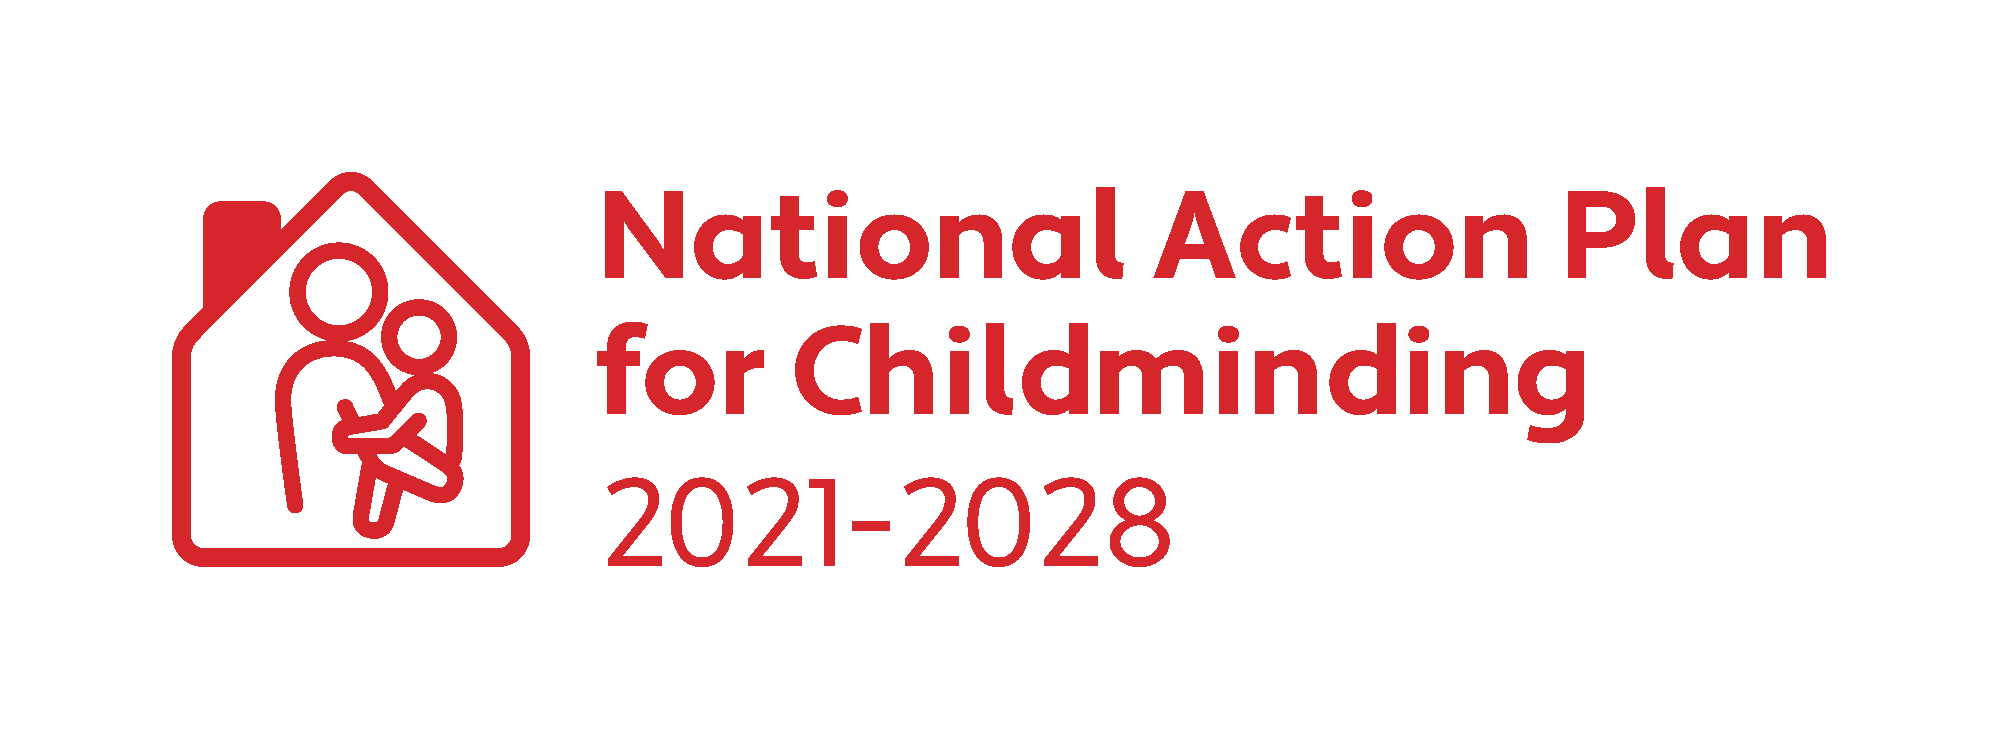 National Action Plan
for Childminding
2021-2028